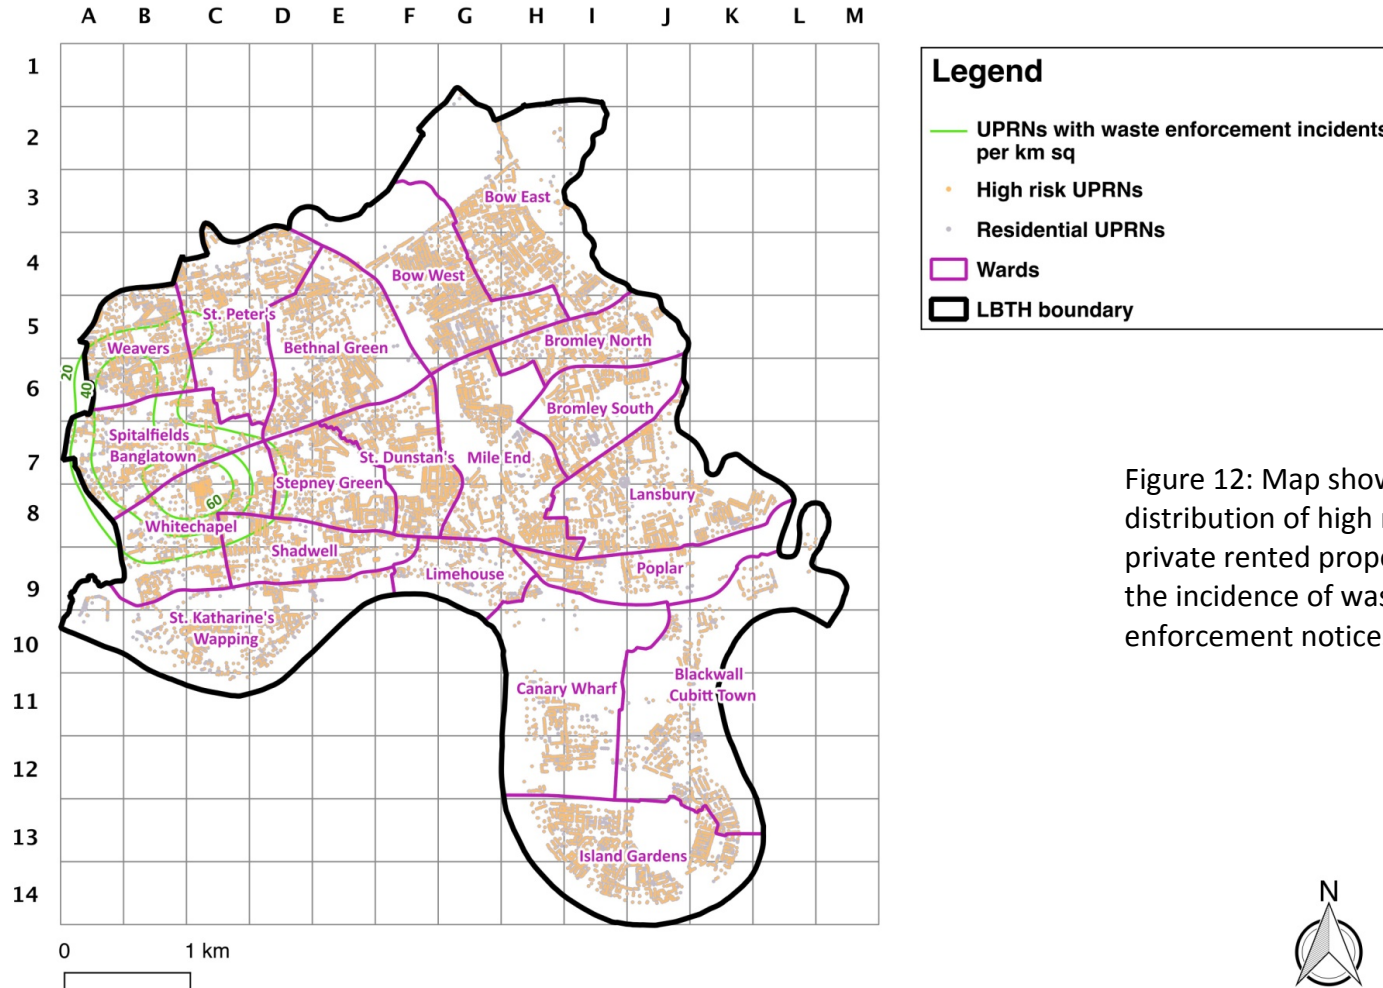 A B C D E F G H I J K L M
1
2
3
4
5
6
7
8
9
10
11
12
13
14
Bow East
Bow West
St. Peter's
Weavers
Bethnal Green
Bromley North
20
40
Bromley South
Spitalfields
Banglatown
St. Dunstan's
Mile End
Stepney Green
Lansbury
60
Whitechapel
Shadwell
Limehouse
Poplar
St. Katharine's
Wapping
Blackwall
Cubitt Town
Canary Wharf
Island Gardens
0 1 km
Legend
UPRNs with waste enforcement incidents
per km sq
High risk UPRNs
Residential UPRNs
Wards
LBTH boundary
Figure 12: Map show
distribution of high r
private rented prope
the incidence of was
enforcement notice
N